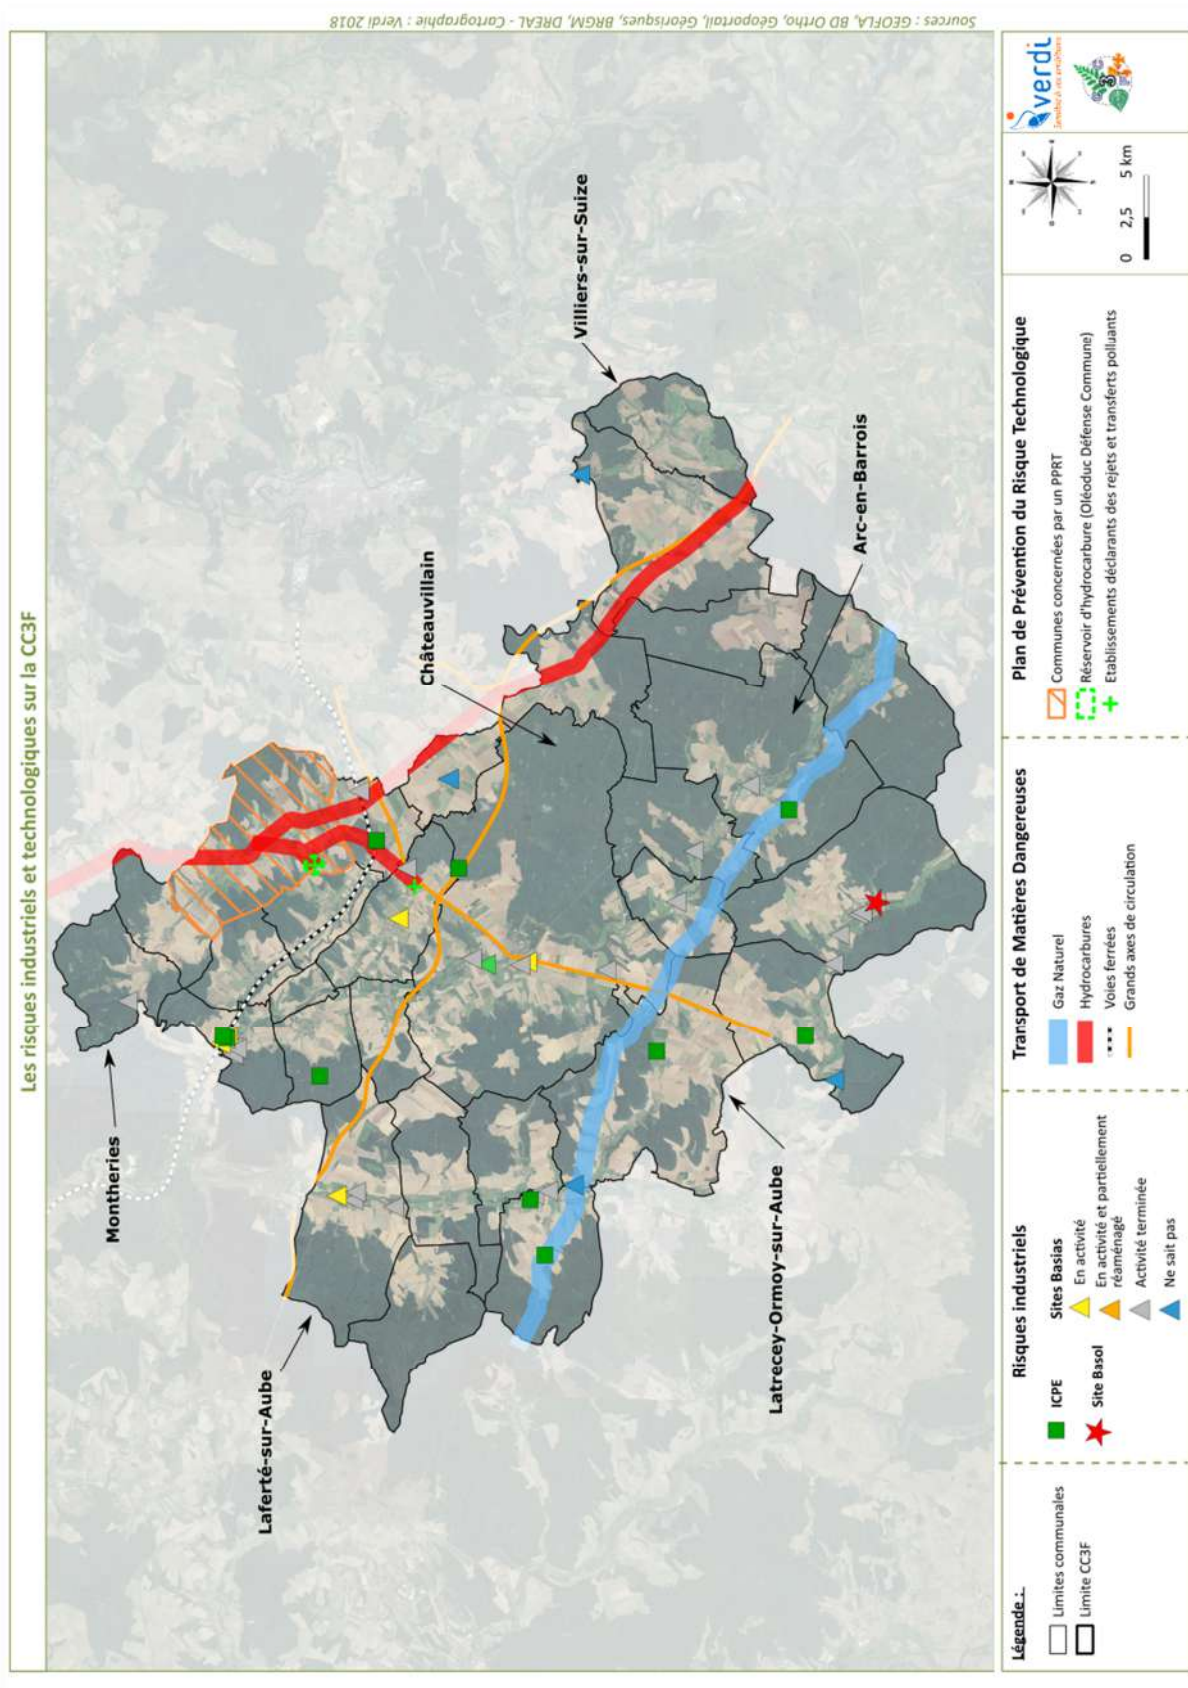 Les risques industriels et technologiques sur la CC3F
Montheries
Laferté-sur-Aube
Châteauvillain
Villiers-sur-Suize
Arc-en-Barrois
Latrecey-Ormoy-sur-Aube
Légende :
Limites communales
Limite CC3F
Risques industriels
ICPE
Site Basol
Sites Basias
En activité
En activité et partiellement
réaménagé
Activité terminée
Ne sait pas
Transport de Matières Dangereuses
Gaz Naturel
Hydrocarbures
Voies ferrées
Grands axes de circulation
Plan de Prévention du Risque Technologique
Communes concernées par un PPRT
Réservoir d'hydrocarbure (Oléoduc Défense Commune)
Etablissements déclarants des rejets et transferts polluants
0 2,5 5 km
verdi
Sources : GEOFLA, BD Ortho, Géoportail, Géorisques, BRGM, DREAL - Cartographie : Verdi 2018